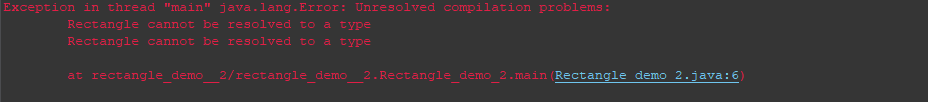 Exception in thread "main" java.lang.Error: Unresolved compilation problems:
Rectangle cannot be resolved to a type
Rectangle cannot be resolved to a type
at rectangle_demo__2/rectangle_demo__2.Rectangle_demo_2.main(Rectangle_demo_2.java:6)